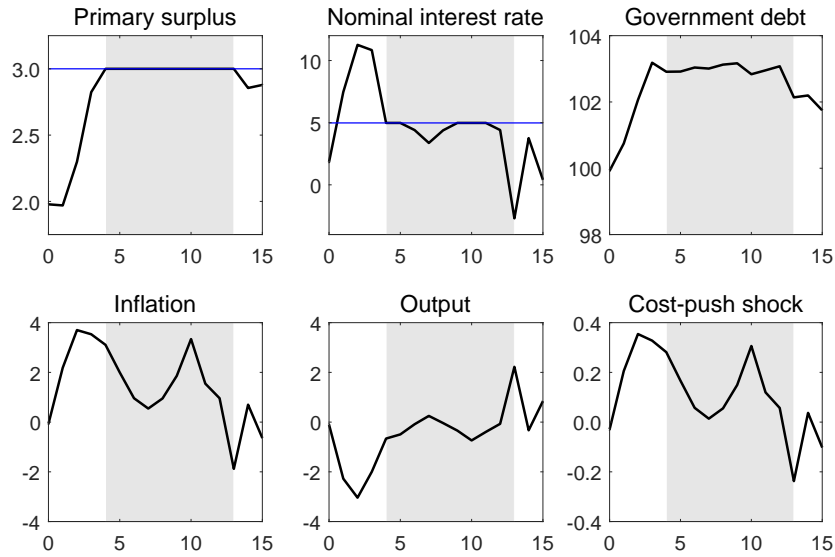 Primary surplus
Nominal interest rate
Government debt
3.0
2.5
2.0
0 5 10 15
10
5
0
0 5 10 15
104
102
100
98
0 5 10 15
Inflation
Output
Cost-push shock
4
2
0
-2
-4
0 5 10 15
4
2
0
-2
-4
0 5 10 15
0.4
0.2
0.0
-0.2
-0.4
0 5 10 15